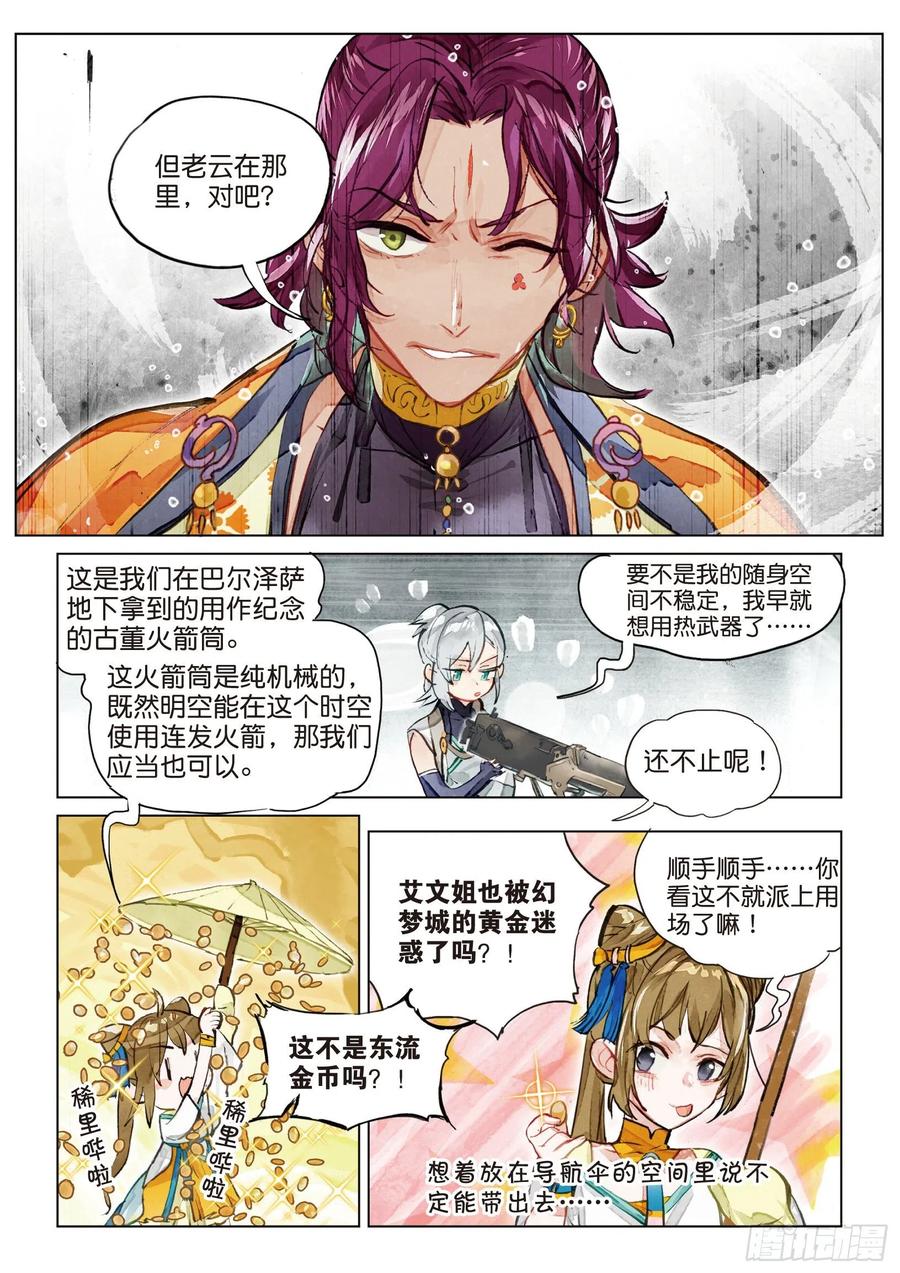 但老云在那
里，对吧？
这是我们在巴尔泽萨
地下拿到的用作纪念
的古董火箭筒。
这火箭筒是纯机械的，
既然明空能在这个时空
使用连发火箭，那我们
应当也可以。
要不是我的随身空
间不稳定，我早就
想用热武器了……
还不止呢！
稀里哗啦
稀里哗啦
这不是东流
金币吗？！
艾文姐也被幻
梦城的黄金迷
惑了吗？！
顺手顺手……你
看这不就派上用
场了嘛！
想着放在导航伞的空间里说不
定能带出去……
腾讯动漫